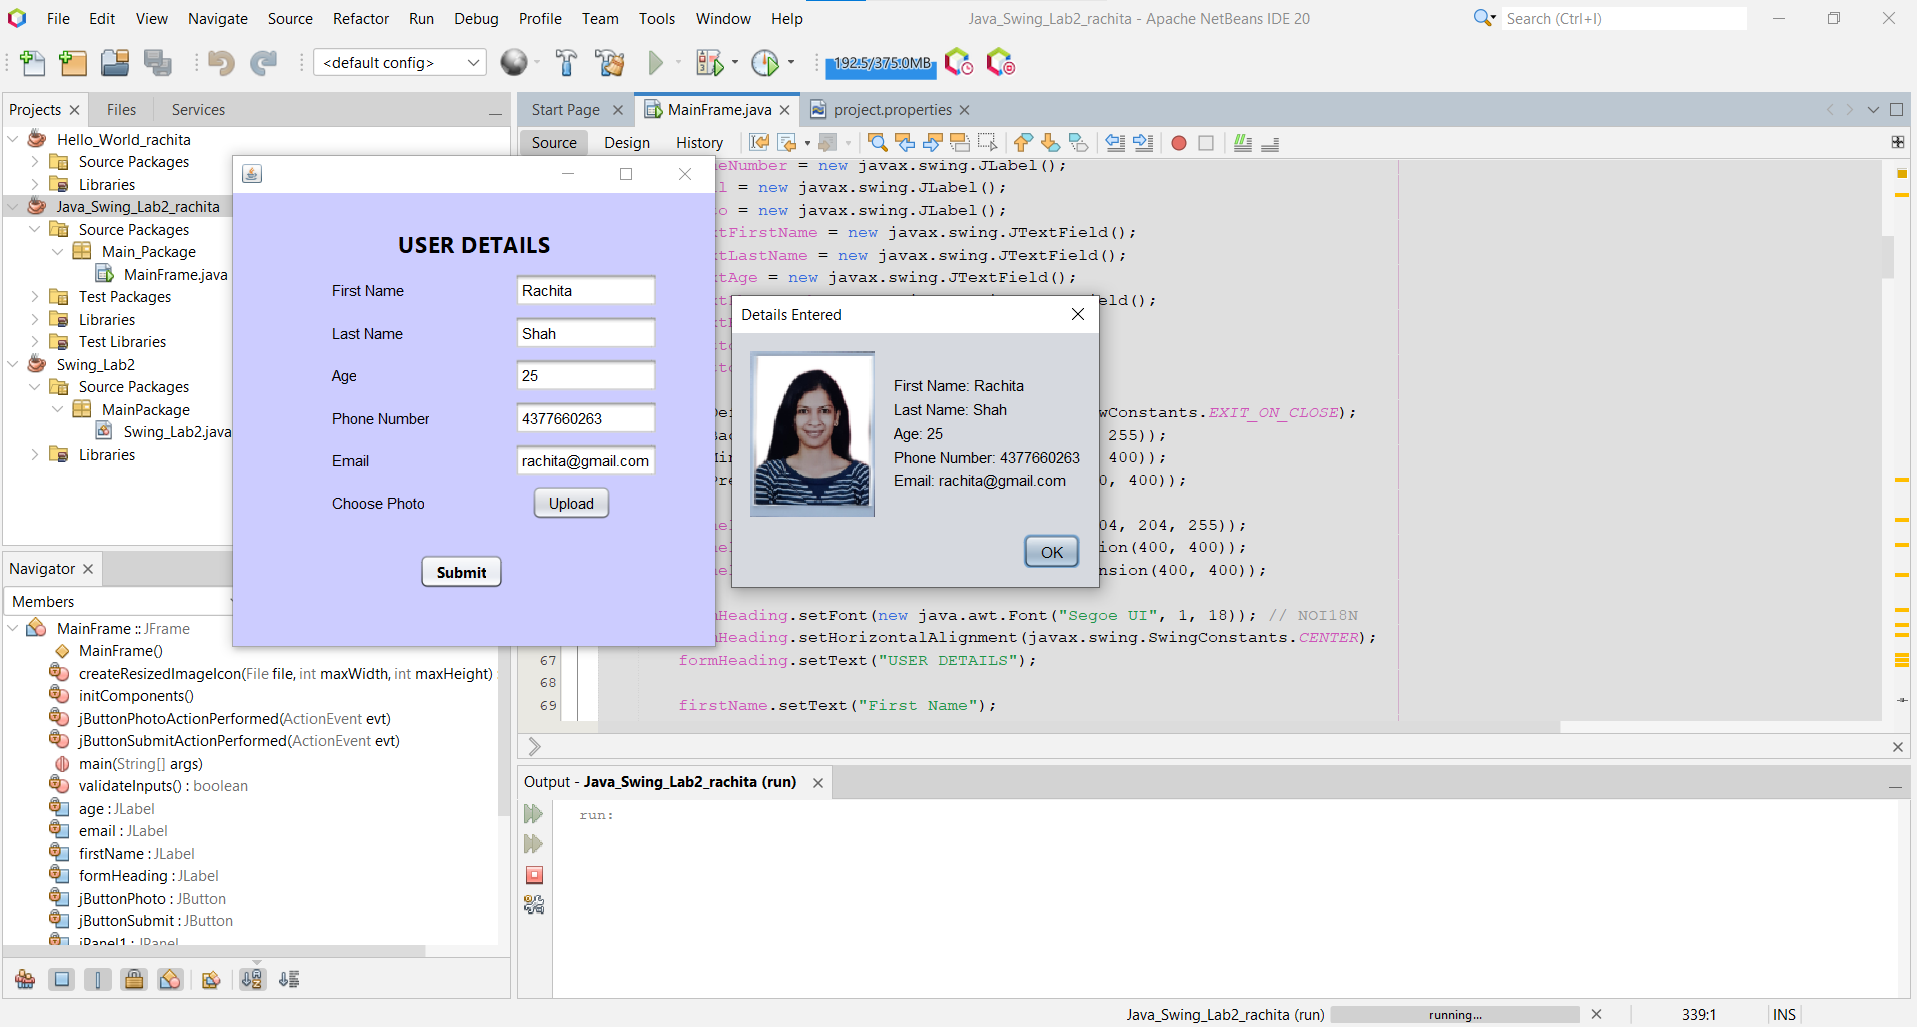 File Edit View Navigate Source Refactor Run Debug Profile Team Tools Window Help
Java_Swing_Lab2_rachita - Apache NetBeans IDE 20
Search (Ctrl+I)
<default config>
192.5/375.0MB
Projects
Files
Services
Hello_World_rachita
Source Packages
Libraries
Java_Swing_Lab2_rachita
Source Packages
Main_Package
MainFrame.java
Test Packages
Libraries
Test Libraries
Swing_Lab2
Source Packages
MainPackage
Swing_Lab2.java
Libraries
Navigator
Members
MainFrame :: JFrame
MainFrame()
createResizedImageIcon(File file, int maxWidth, int maxHeight)
initComponents()
jButtonPhotoActionPerformed(ActionEvent evt)
jButtonSubmitActionPerformed(ActionEvent evt)
main(String[] args)
validateInputs() : boolean
age : JLabel
email : JLabel
firstName : JLabel
formHeading : JLabel
jButtonPhoto : JButton
jButtonSubmit : JButton
jPanel1 : JPanel
USER DETAILS
First Name Rachita
Last Name Shah
Age 25
Phone Number 4377660263
Email rachita@gmail.com
Choose Photo Upload
Submit
Start Page
MainFrame.java
project.properties
Source Design History
eNumber = new javax.swing.JLabel();
l = new javax.swing.JLabel();
o = new javax.swing.JLabel();
tFirstName = new javax.swing.JTextField();
tLastName = new javax.swing.JTextField();
tAge = new javax.swing.JTextField();
eld();
wConstants.EXIT_ON_CLOSE);
255));
400));
0, 400));
04, 204, 255));
ion(400, 400));
nsion(400, 400));
Heading.setFont(new java.awt.Font("Segoe UI", 1, 18)); // NOI18N
Heading.setHorizontalAlignment(javax.swing.SwingConstants.CENTER);
67 formHeading.setText("USER DETAILS");
68
69 firstName.setText("First Name");
Details Entered
First Name: Rachita
Last Name: Shah
Age: 25
Phone Number: 4377660263
Email: rachita@gmail.com
OK
Output - Java_Swing_Lab2_rachita (run)
run:
Java_Swing_Lab2_rachita (run)
running...
339:1
INS